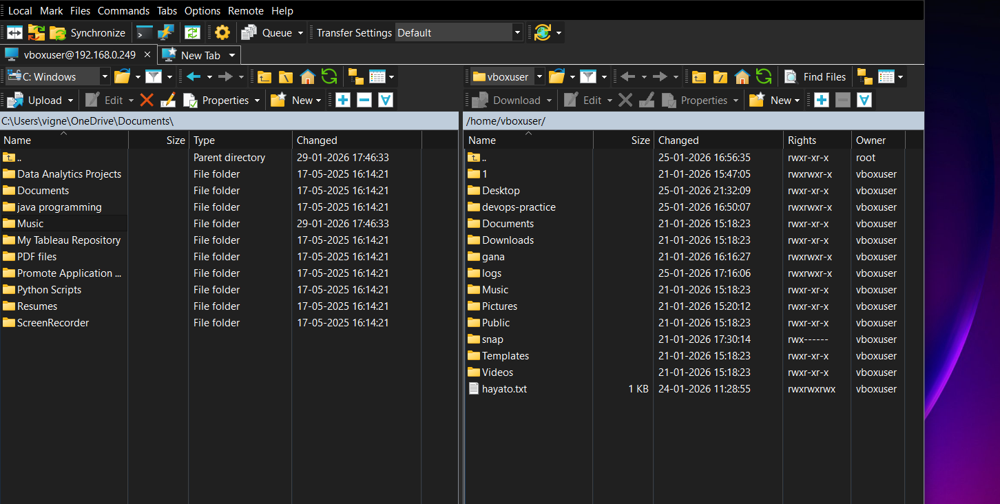 Local Mark Files Commands Tabs Options Remote Help
Synchronize Queue Transfer Settings Default
vboxuser@192.168.0.249 × New Tab
C: Windows
Upload Edit Properties New
C:\Users\vigne\OneDrive\Documents\
Name Size Type Changed
.. Parent directory 29-01-2026 17:46:33
Data Analytics Projects File folder 17-05-2025 16:14:21
Documents File folder 17-05-2025 16:14:21
java programming File folder 17-05-2025 16:14:21
Music File folder 29-01-2026 17:46:33
My Tableau Repository File folder 17-05-2025 16:14:21
PDF files File folder 17-05-2025 16:14:21
Promote Application ... File folder 17-05-2025 16:14:21
Python Scripts File folder 17-05-2025 16:14:21
Resumes File folder 17-05-2025 16:14:21
ScreenRecorder File folder 17-05-2025 16:14:21
vboxuser Find Files
Download Edit Properties New
/home/vboxuser/
Name Size Changed Rights Owner
.. 25-01-2026 16:56:35 rwxr-xr-x root
1 21-01-2026 15:47:05 rwxrwxr-x vboxuser
Desktop 25-01-2026 21:32:09 rwxr-xr-x vboxuser
devops-practice 25-01-2026 16:50:07 rwxrwxr-x vboxuser
Documents 21-01-2026 15:18:23 rwxr-xr-x vboxuser
Downloads 21-01-2026 15:18:23 rwxr-xr-x vboxuser
gana 21-01-2026 16:16:27 rwxrwxr-x vboxuser
logs 25-01-2026 17:16:06 rwxrwxr-x vboxuser
Music 21-01-2026 15:18:23 rwxr-xr-x vboxuser
Pictures 21-01-2026 15:20:12 rwxr-xr-x vboxuser
Public 21-01-2026 15:18:23 rwxr-xr-x vboxuser
snap 21-01-2026 17:30:14 rwx------ vboxuser
Templates 21-01-2026 15:18:23 rwxr-xr-x vboxuser
Videos 21-01-2026 15:18:23 rwxr-xr-x vboxuser
hayato.txt 1 KB 24-01-2026 11:28:55 rwxrwxrwx vboxuser